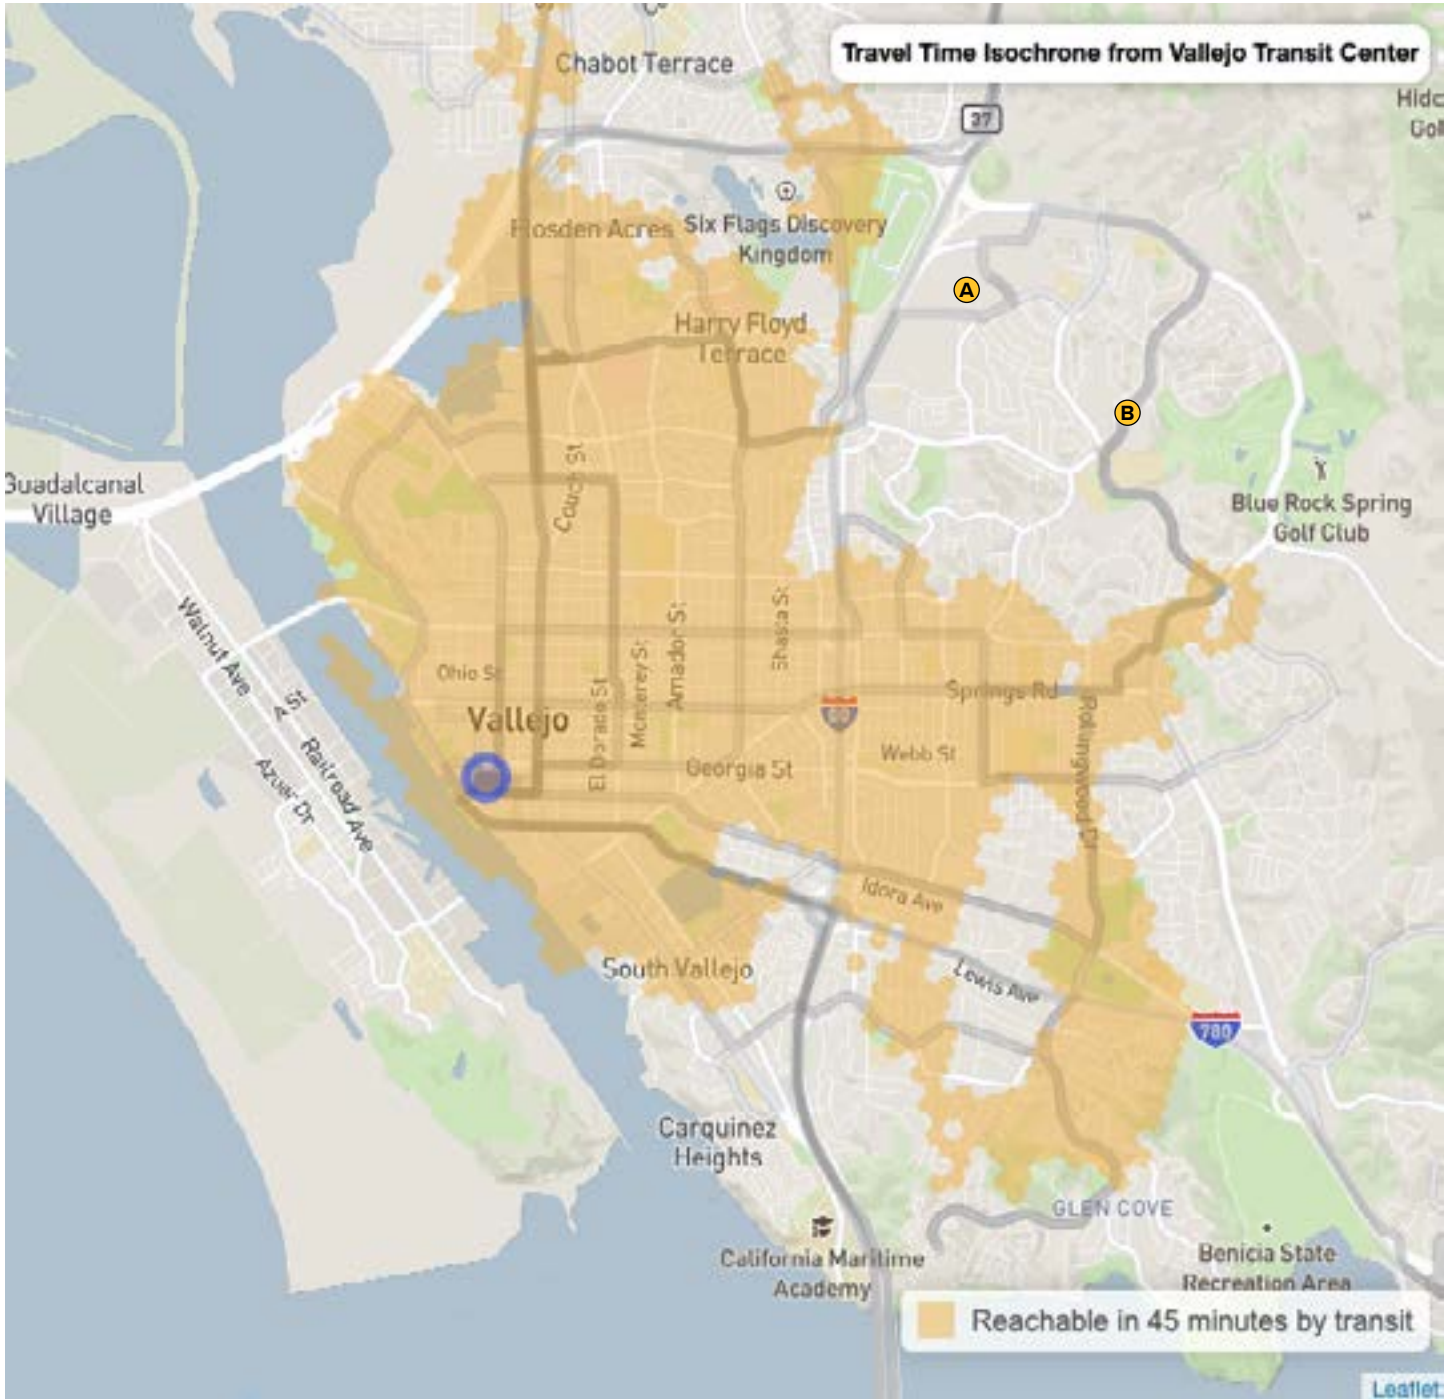 Travel Time Isochrone from Vallejo Transit Center
Chabot Terrace
37
Flosden Acres
Six Flags Discovery
Kingdom
A
Harry Floyd
Terrace
B
Guadalcanal
Village
Couch St
Blue Rock Spring
Golf Club
Walnut Ave
A St
Railroad Ave
Azuar Dr
Ohio St
Vallejo
El Dorado St
Monterey St
Amador St
Shasta St
Springs Rd
80
Webb St
Georgia St
Rollingwood Dr
Idora Ave
Lewis Ave
South Vallejo
780
Carquinez
Heights
GLEN COVE
California Maritime
Academy
Benicia State
Recreation Area
Reachable in 45 minutes by transit
Leaflet